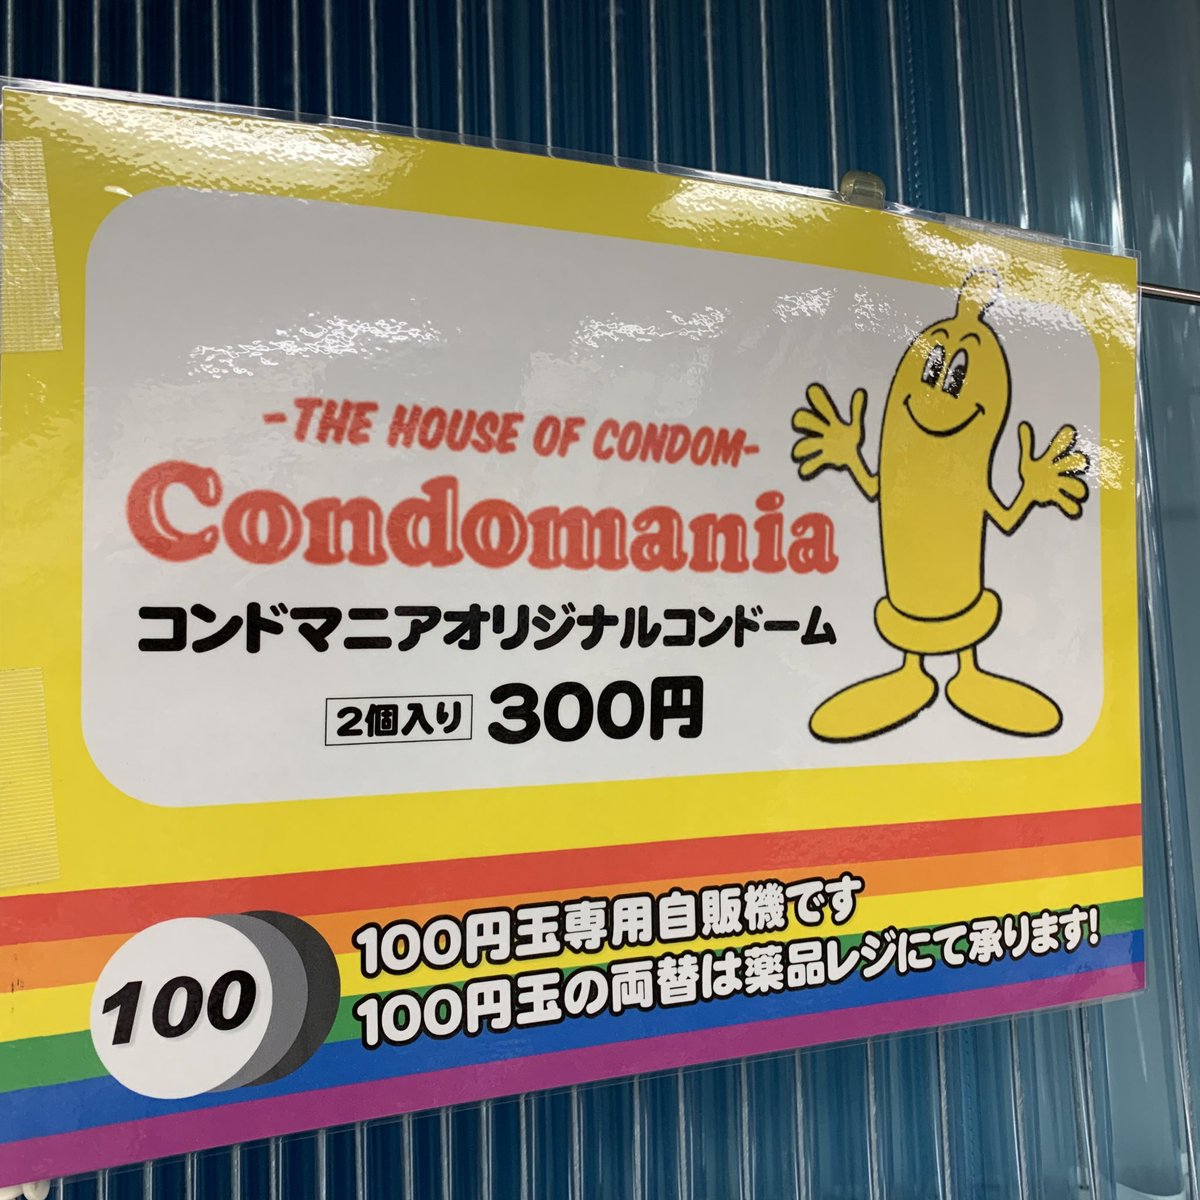 -THE HOUSE OF CONDOM-
Condomania
コンドマニアオリジナルコンドーム
2個入り 300円
100円玉専用自販機です
100円玉の両替は薬品レジにて承ります!
100